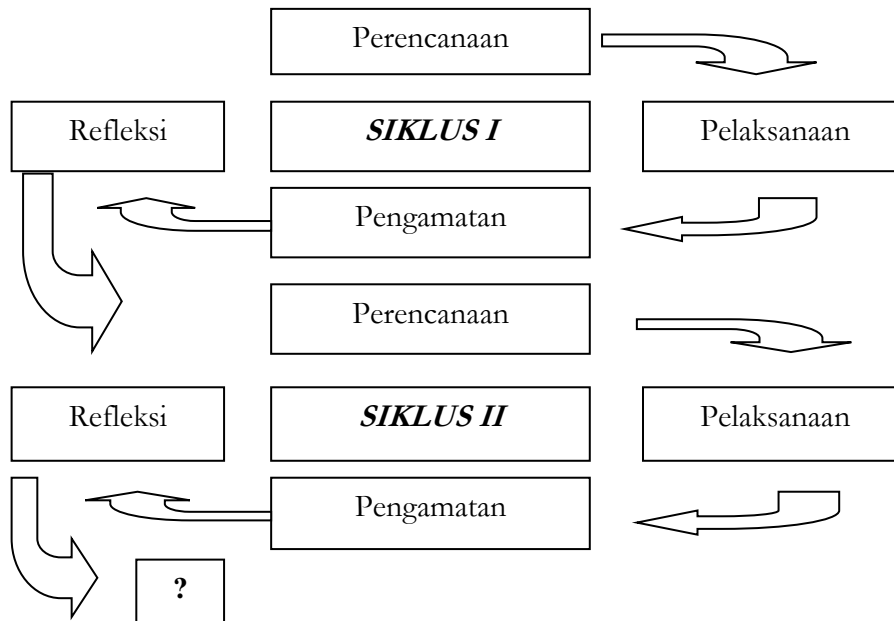 Perencanaan
Refleksi
SIKLUS I
Pelaksanaan
Pengamatan
Perencanaan
Refleksi
SIKLUS II
Pelaksanaan
Pengamatan
?